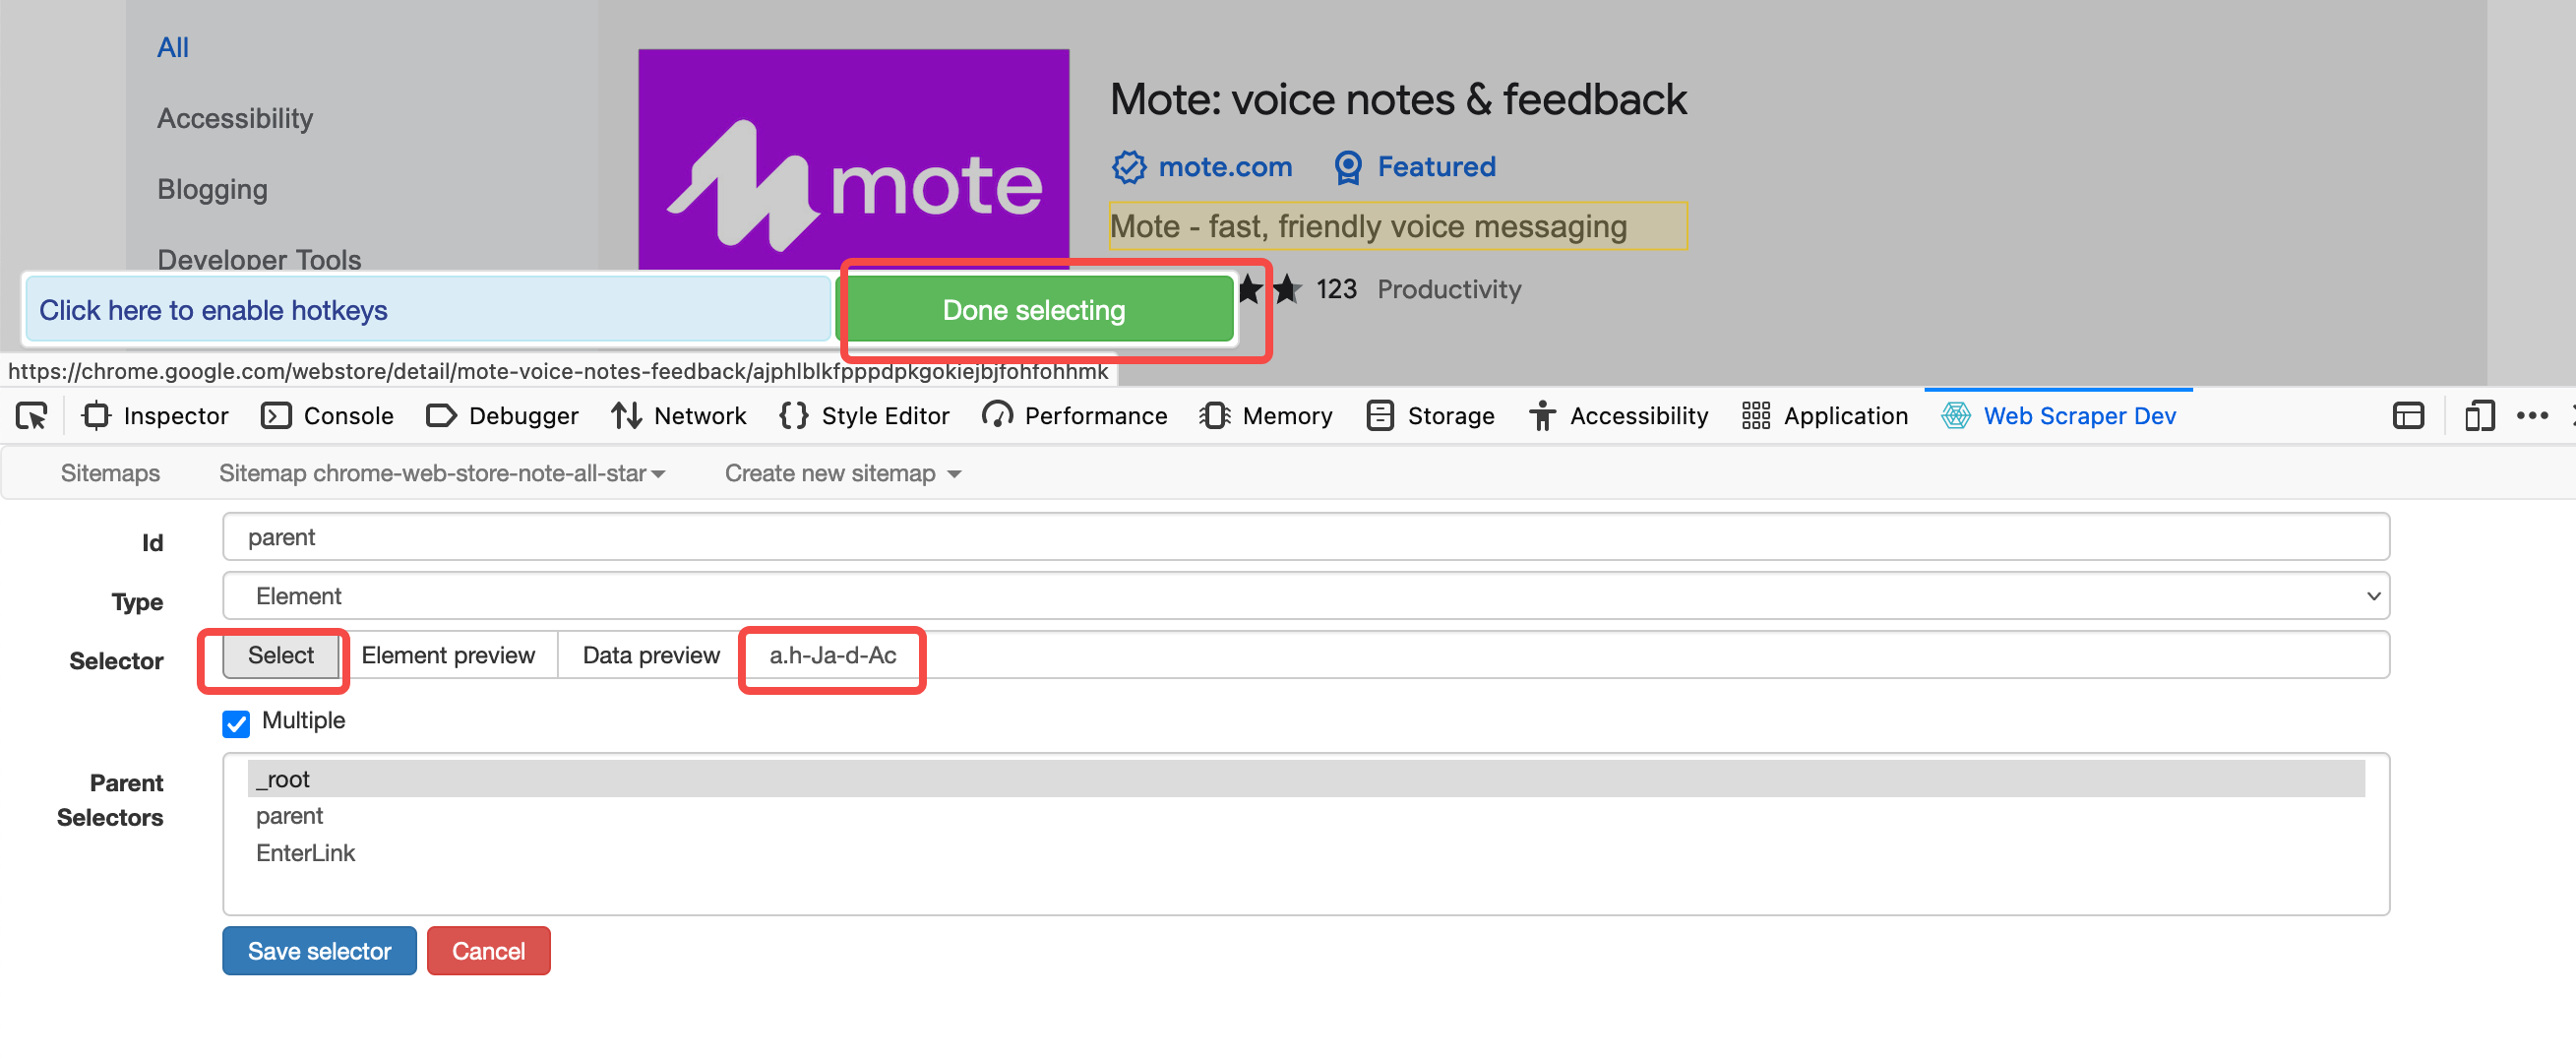 All
Accessibility
Blogging
Developer Tools
mote
Mote: voice notes & feedback
mote.com Featured
Mote - fast, friendly voice messaging
123 Productivity
Click here to enable hotkeys
Done selecting
https://chrome.google.com/webstore/detail/mote-voice-notes-feedback/ajphlblkfpppdpkgokiejbjfohfohhmk
Inspector Console Debugger Network Style Editor Performance Memory Storage Accessibility Application Web Scraper Dev
Sitemaps Sitemap chrome-web-store-note-all-star Create new sitemap
Id parent
Type Element
Selector Select Element preview Data preview a.h-Ja-d-Ac
Multiple
Parent Selectors
_root
parent
EnterLink
Save selector Cancel